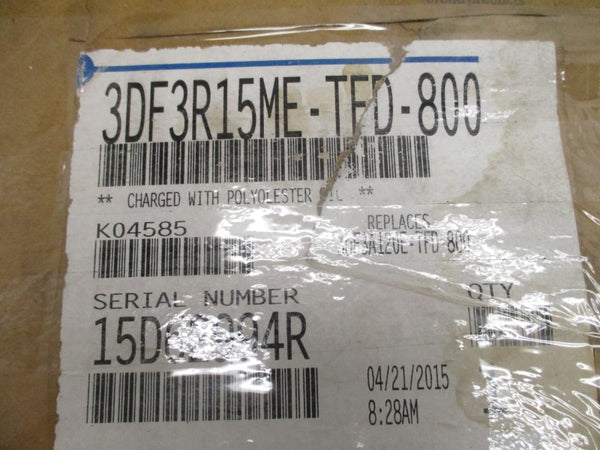 3DF3R15ME-TFD-800
** CHARGED WITH POLYOLESTER OIL **
K04585
REPLACES
SERIAL NUMBER
QTY
04/21/2015
8:28AM